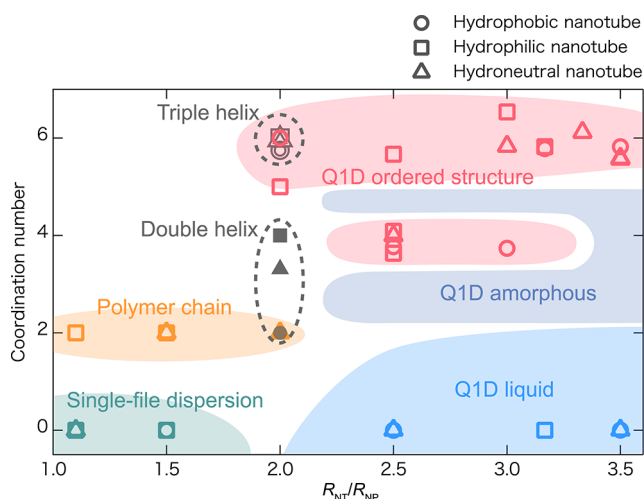 Hydrophobic nanotube
Hydrophilic nanotube
Hydroneutral nanotube
Triple helix
Q1D ordered structure
Double helix
Polymer chain
Q1D amorphous
Single-file dispersion
Q1D liquid
Coordination number
6
4
2
0
1.0 1.5 2.0 2.5 3.0 3.5
R_NT/R_NP